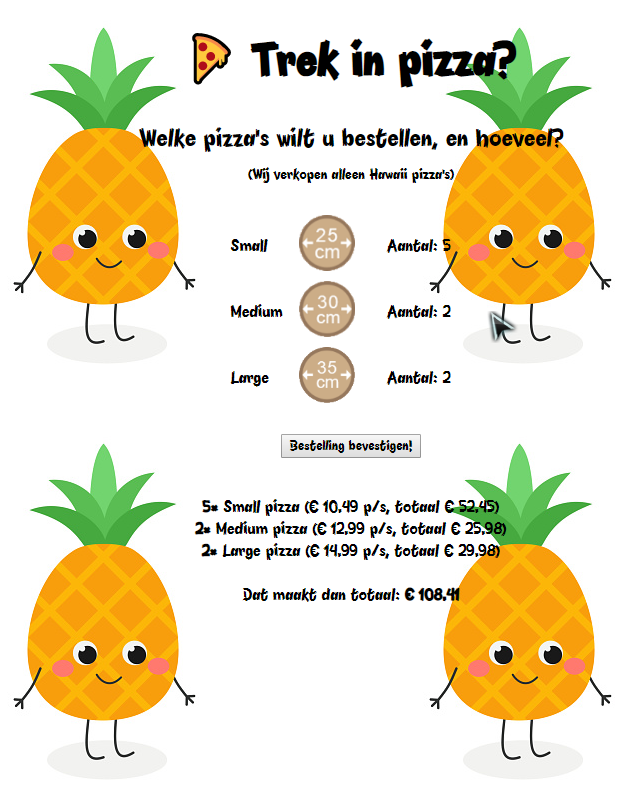 Trek in pizza?
Welke pizza's wilt u bestellen, en hoeveel?
(Wij verkopen alleen Hawaii pizza's)
Small 25 cm Aantal: 5
Medium 30 cm Aantal: 2
Large 35 cm Aantal: 2
Bestelling bevestigen!
5x Small pizza (€ 10,49 p/s, totaal € 52,45)
2x Medium pizza (€ 12,99 p/s, totaal € 25,98)
2x Large pizza (€ 14,99 p/s, totaal € 29,98)
Dat maakt dan totaal: € 108.41